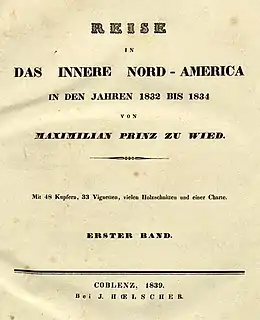 REISE
IN
DAS INNERE NORD-AMERICA
IN DEN JAHREN 1832 BIS 1834
VON
MAXIMILIAN PRINZ ZU WIED.
Mit 48 Kupfern, 33 Vignetten, vielen Holzschnitten und einer Charte.
ERSTER BAND.
COBLENZ, 1839.
Bei J. HŒLSCHER.